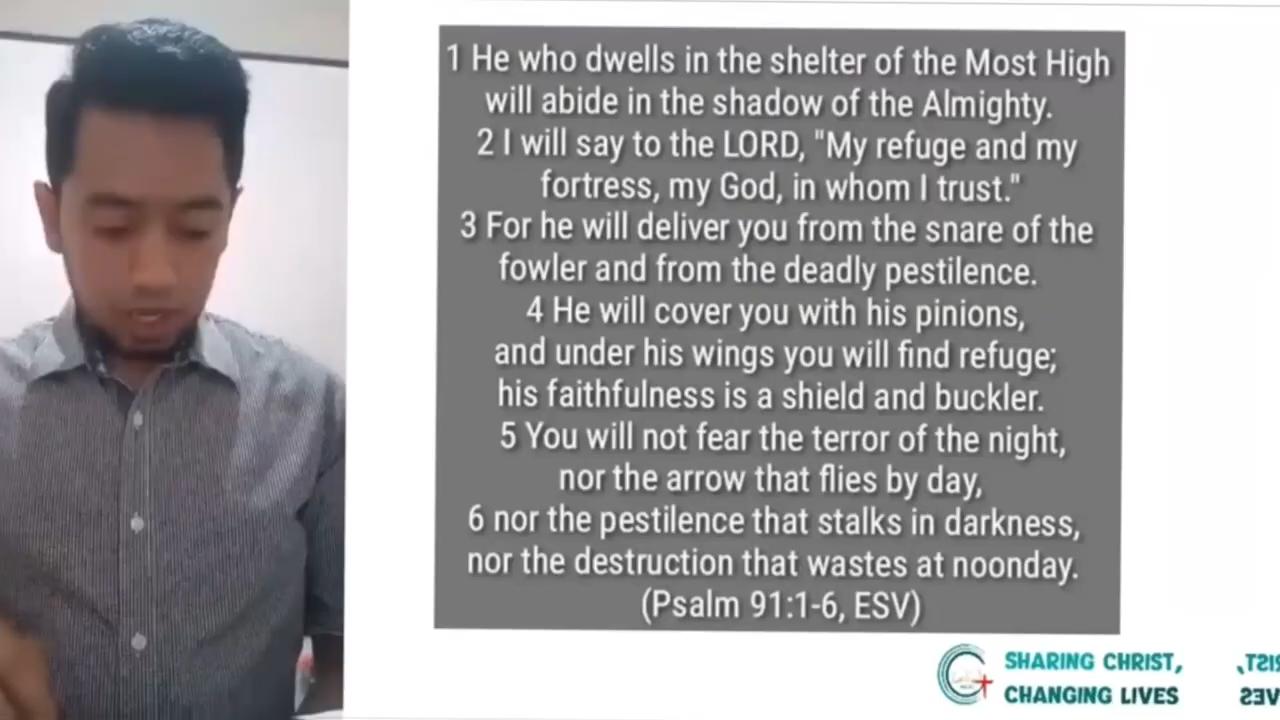 1 He who dwells in the shelter of the Most High
will abide in the shadow of the Almighty.
2 I will say to the LORD, "My refuge and my
fortress, my God, in whom I trust."
3 For he will deliver you from the snare of the
fowler and from the deadly pestilence.
4 He will cover you with his pinions,
and under his wings you will find refuge;
his faithfulness is a shield and buckler.
5 You will not fear the terror of the night,
nor the arrow that flies by day,
6 nor the pestilence that stalks in darkness,
nor the destruction that wastes at noonday.
(Psalm 91:1-6, ESV)
SHARING CHRIST,
CHANGING LIVES